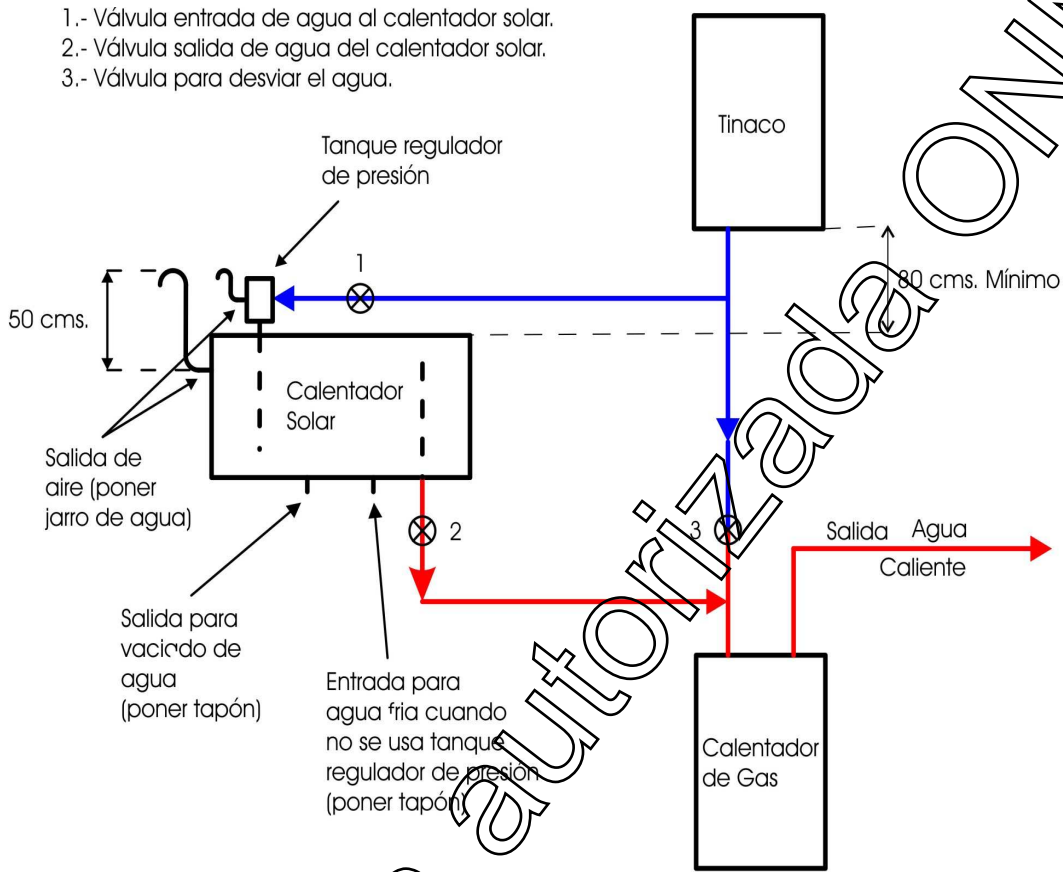 1.- Válvula entrada de agua al calentador solar.
2.- Válvula salida de agua del calentador solar.
3.- Válvula para desviar el agua.
Tinaco
Tanque regulador
de presión
1
80 cms. Mínimo
50 cms.
Calentador
Solar
Salida de
aire (poner
jarro de agua)
2
3
Salida Agua
Caliente
Salida para
vaciado de
agua
(poner tapón)
Entrada para
agua fria cuando
no se usa tanque
regulador de presión
(poner tapón)
Calentador
de Gas
autorizada